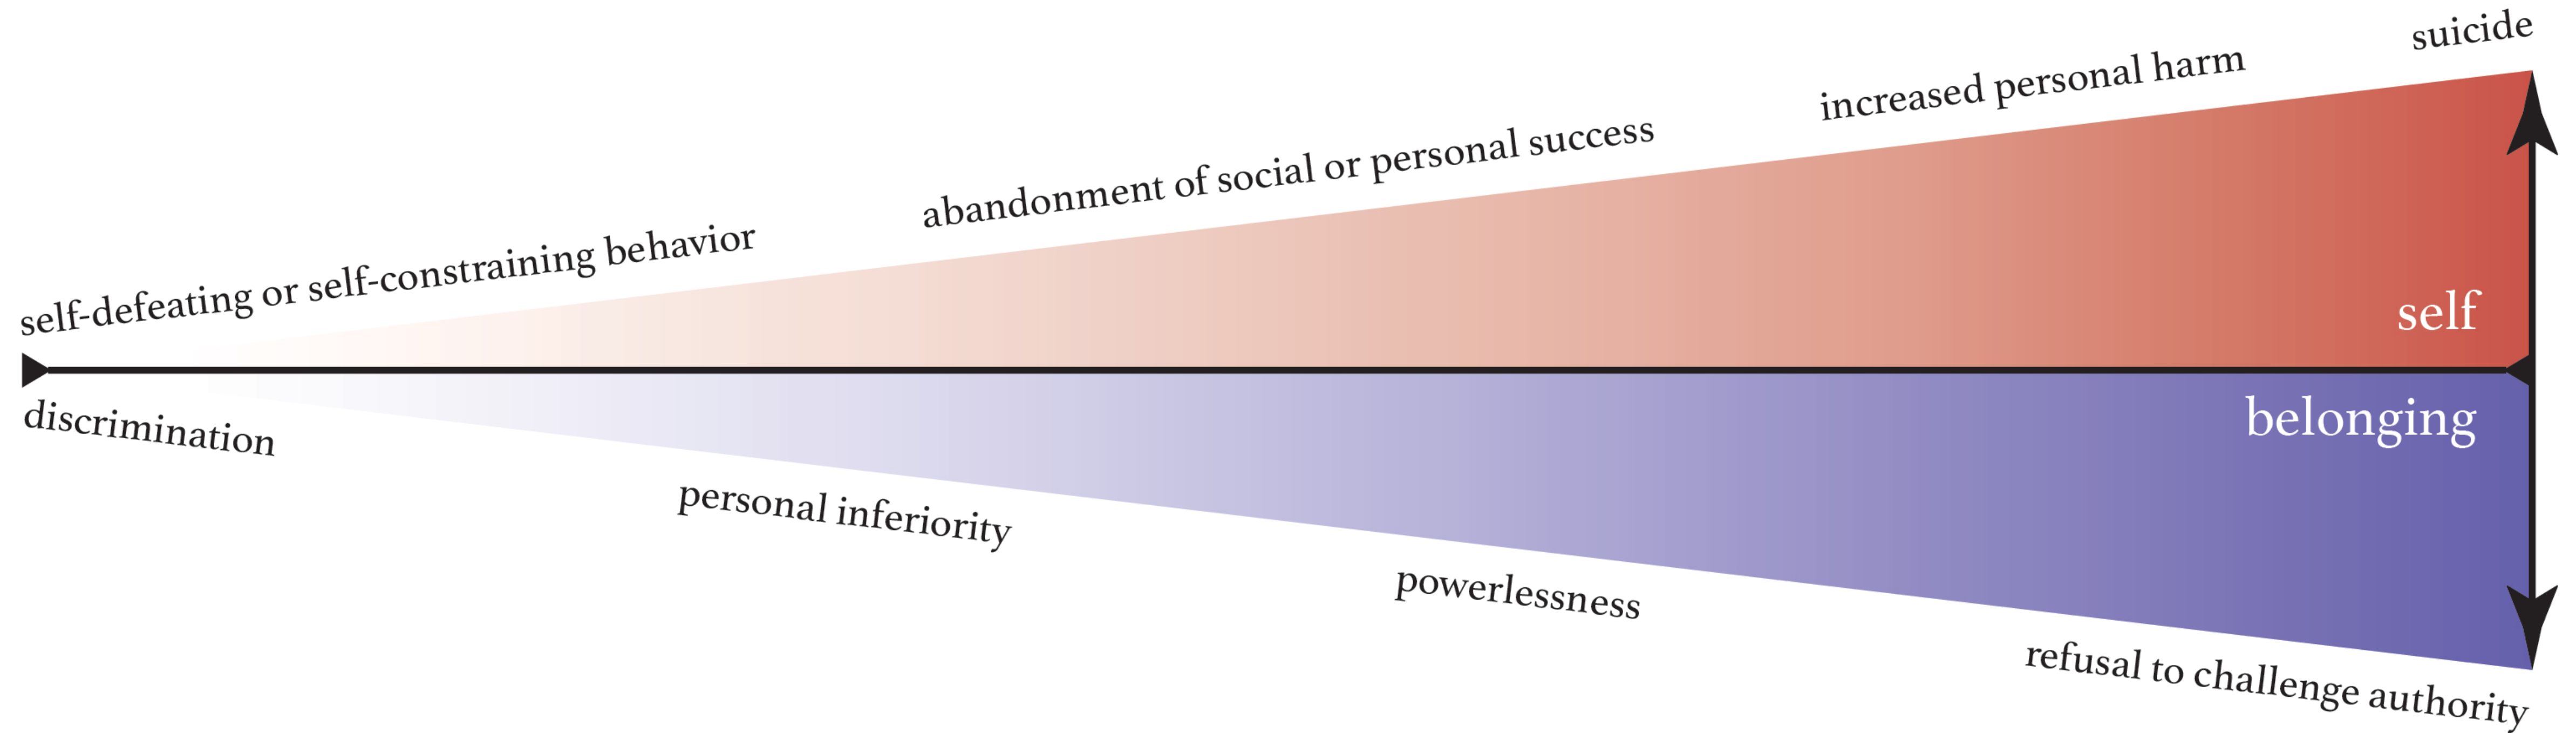 suicide
increased personal harm
abandonment of social or personal success
self-defeating or self-constraining behavior
self
belonging
discrimination
personal inferiority
powerlessness
refusal to challenge authority